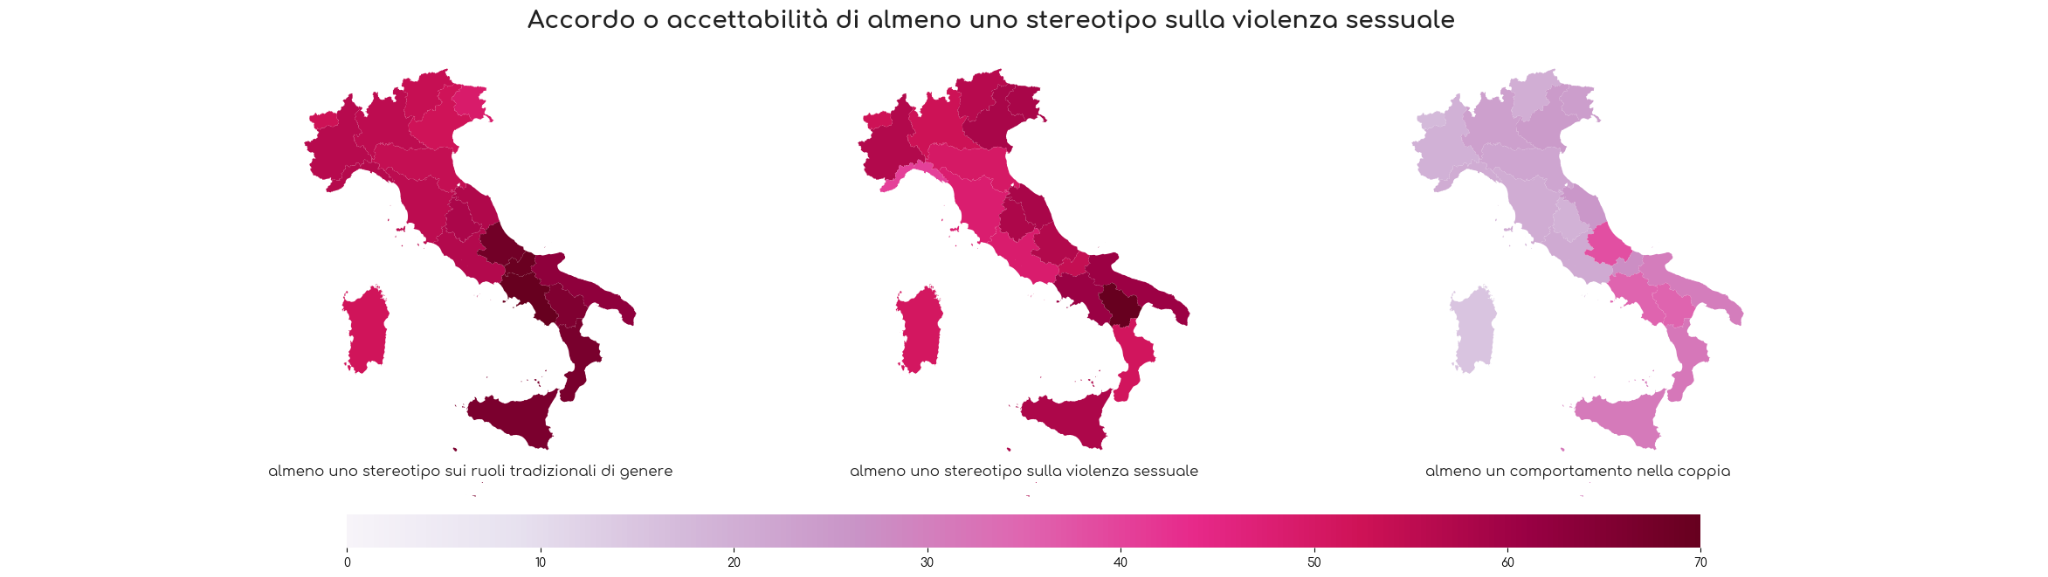 Accordo o accettabilità di almeno uno stereotipo sulla violenza sessuale
almeno uno stereotipo sui ruoli tradizionali di genere
almeno uno stereotipo sulla violenza sessuale
almeno un comportamento nella coppia
0 10 20 30 40 50 60 70